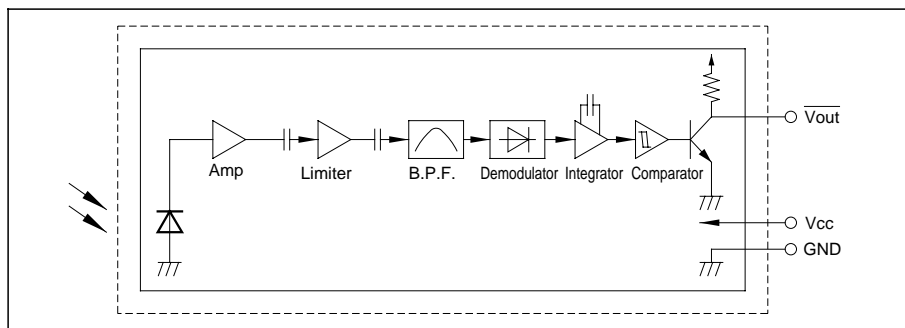 Vout
Amp
Limiter
B.P.F.
Demodulator
Integrator
Comparator
Vcc
GND